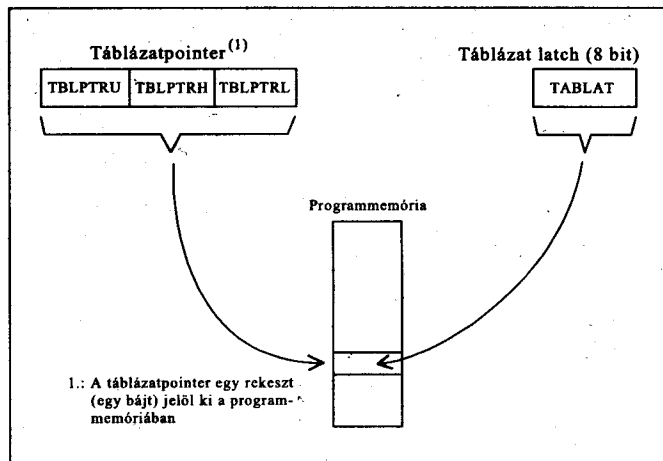 Táblázatpointer(1)
TBLPTRU TBLPTRH TBLPTRL
Táblázat latch (8 bit)
TABLAT
Programmemória
1.: A táblázatpointer egy rekeszt
(egy bájt) jelöl ki a program-
memóriában